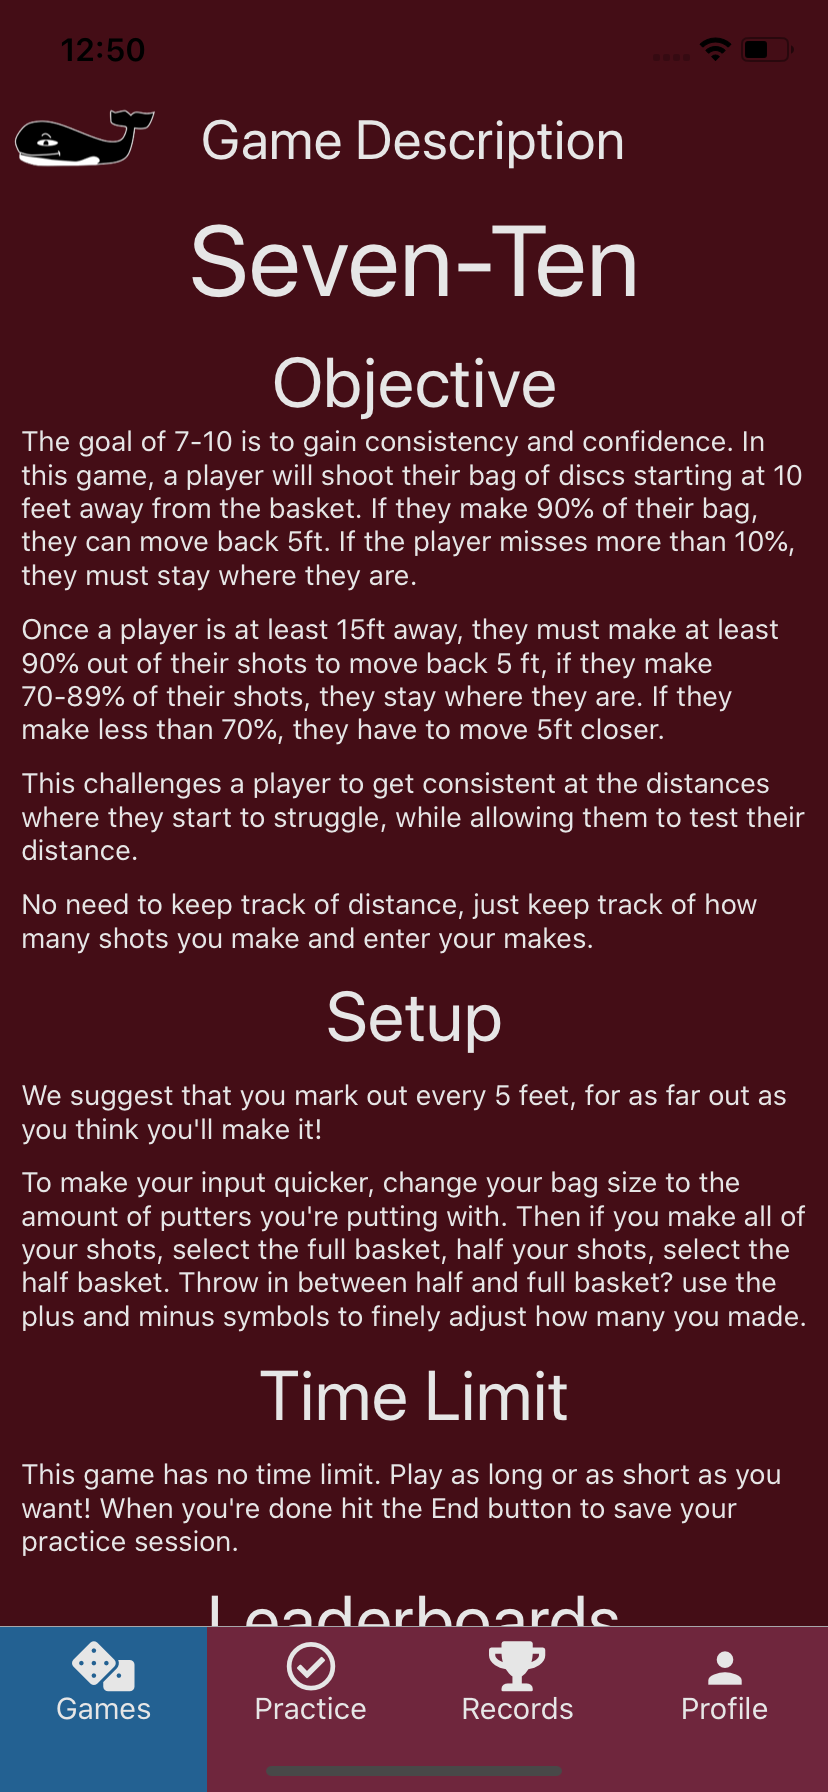 12:50
Game Description
Seven-Ten
Objective
The goal of 7-10 is to gain consistency and confidence. In
this game, a player will shoot their bag of discs starting at 10
feet away from the basket. If they make 90% of their bag,
they can move back 5ft. If the player misses more than 10%,
they must stay where they are.
Once a player is at least 15ft away, they must make at least
90% out of their shots to move back 5 ft, if they make
70-89% of their shots, they stay where they are. If they
make less than 70%, they have to move 5ft closer.
This challenges a player to get consistent at the distances
where they start to struggle, while allowing them to test their
distance.
No need to keep track of distance, just keep track of how
many shots you make and enter your makes.
Setup
We suggest that you mark out every 5 feet, for as far out as
you think you'll make it!
To make your input quicker, change your bag size to the
amount of putters you're putting with. Then if you make all of
your shots, select the full basket, half your shots, select the
half basket. Throw in between half and full basket? use the
plus and minus symbols to finely adjust how many you made.
Time Limit
This game has no time limit. Play as long or as short as you
want! When you're done hit the End button to save your
practice session.
Leaderboards
Games
Practice
Records
Profile